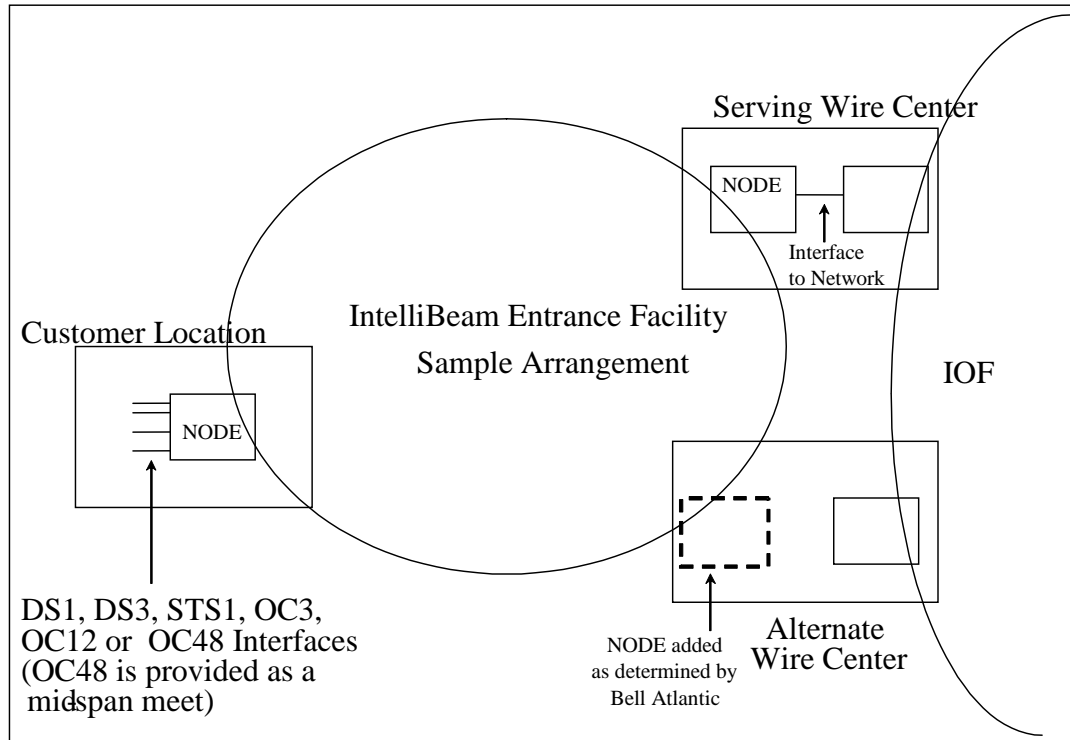 Serving Wire Center
NODE
Interface
to Network
IntelliBeam Entrance Facility
Sample Arrangement
Customer Location
NODE
IOF
DS1, DS3, STS1, OC3,
OC12 or OC48 Interfaces
(OC48 is provided as a
mid-span meet)
NODE added
as determined by
Bell Atlantic
Alternate
Wire Center